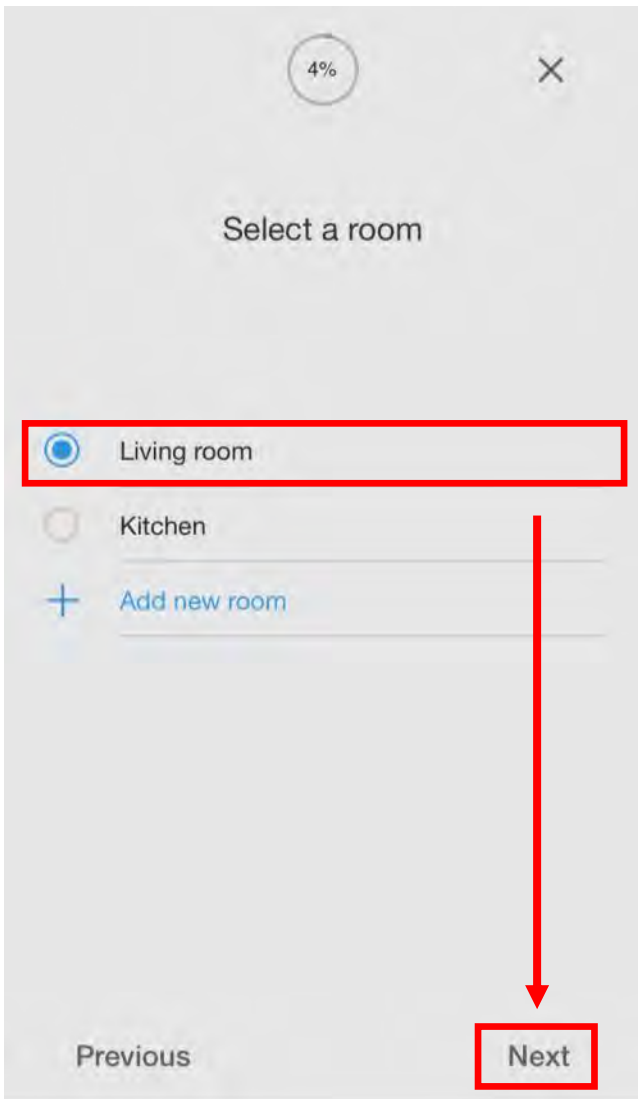 4%
Select a room
Living room
Kitchen
Add new room
Previous
Next